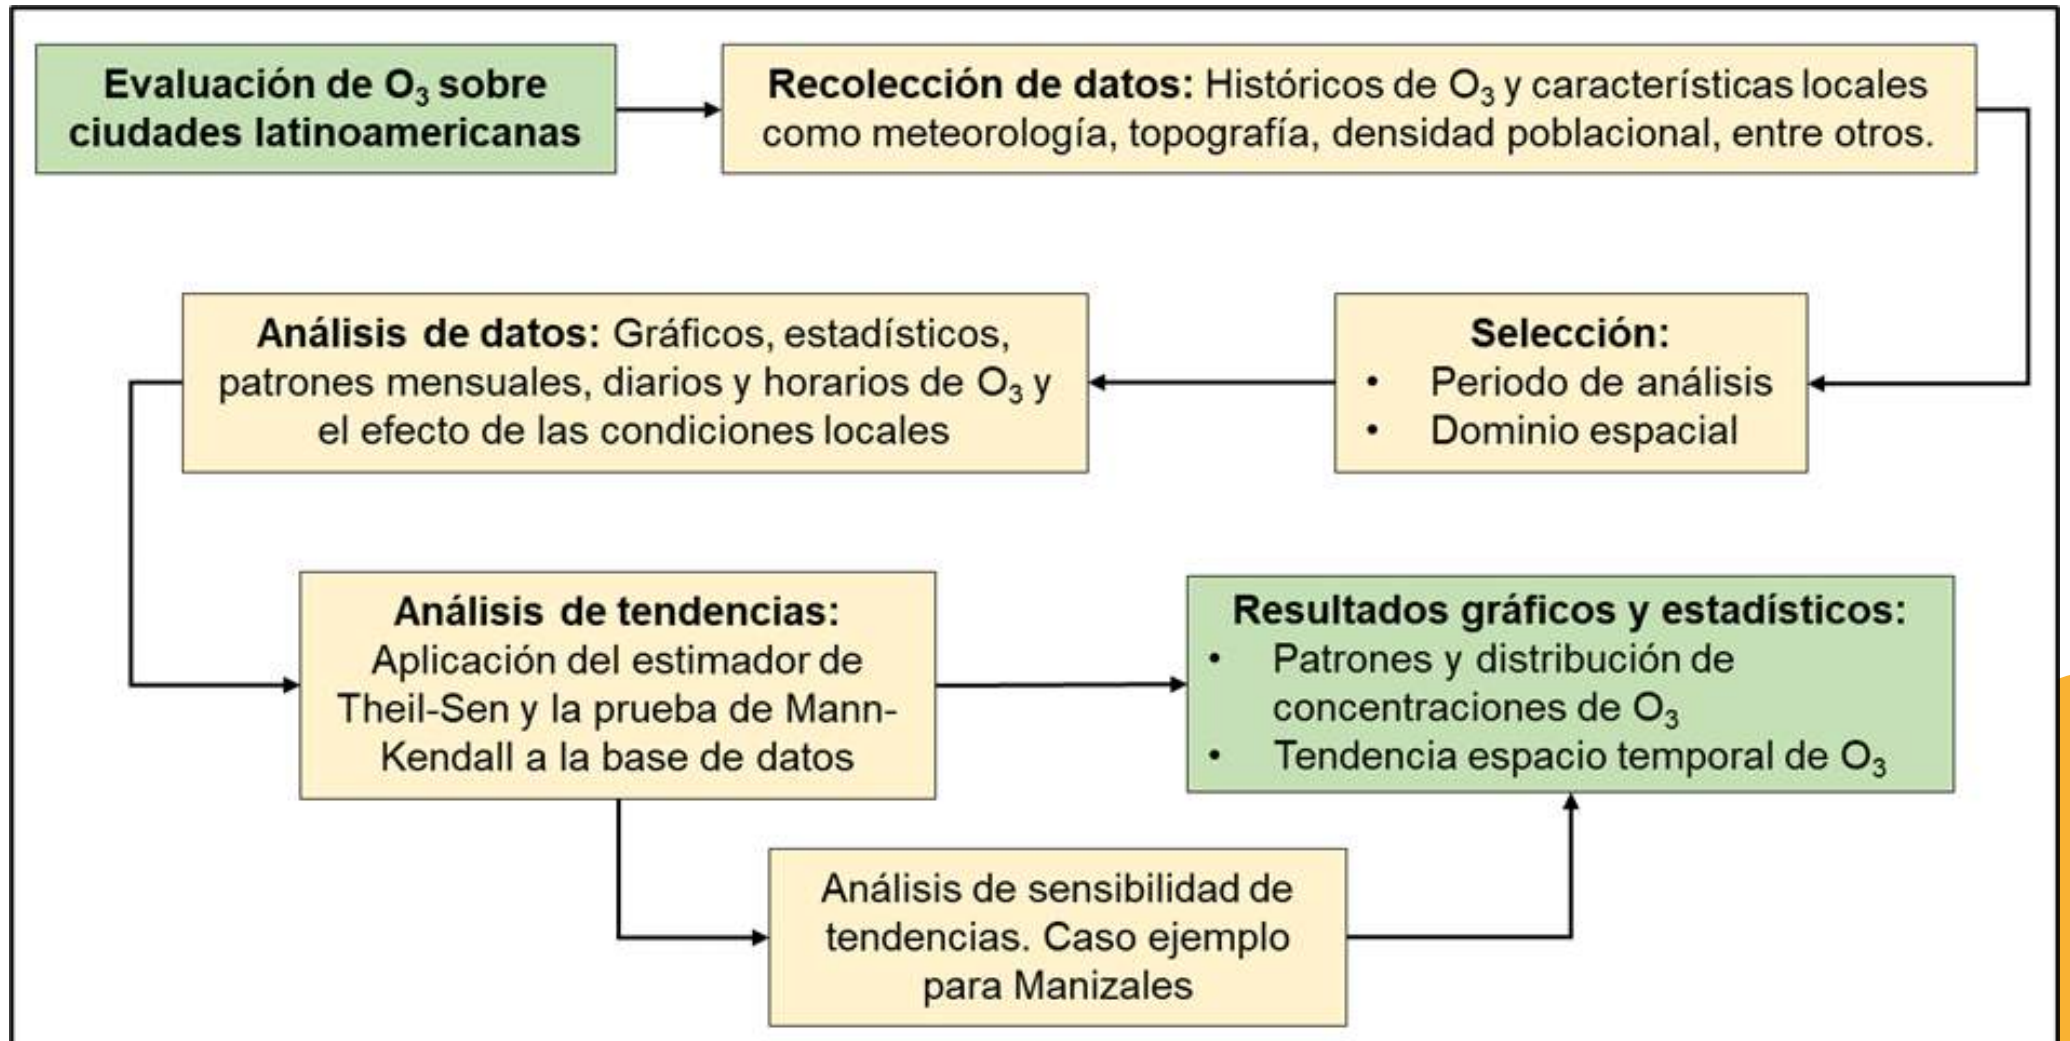 Evaluación de O₃ sobre
ciudades latinoamericanas
Recolección de datos: Históricos de O₃ y características locales
como meteorología, topografía, densidad poblacional, entre otros.
Selección:
• Periodo de análisis
• Dominio espacial
Análisis de datos: Gráficos, estadísticos,
patrones mensuales, diarios y horarios de O₃ y
el efecto de las condiciones locales
Análisis de tendencias:
Aplicación del estimador de
Theil-Sen y la prueba de Mann-
Kendall a la base de datos
Análisis de sensibilidad de
tendencias. Caso ejemplo
para Manizales
Resultados gráficos y estadísticos:
• Patrones y distribución de
concentraciones de O₃
• Tendencia espacio temporal de O₃